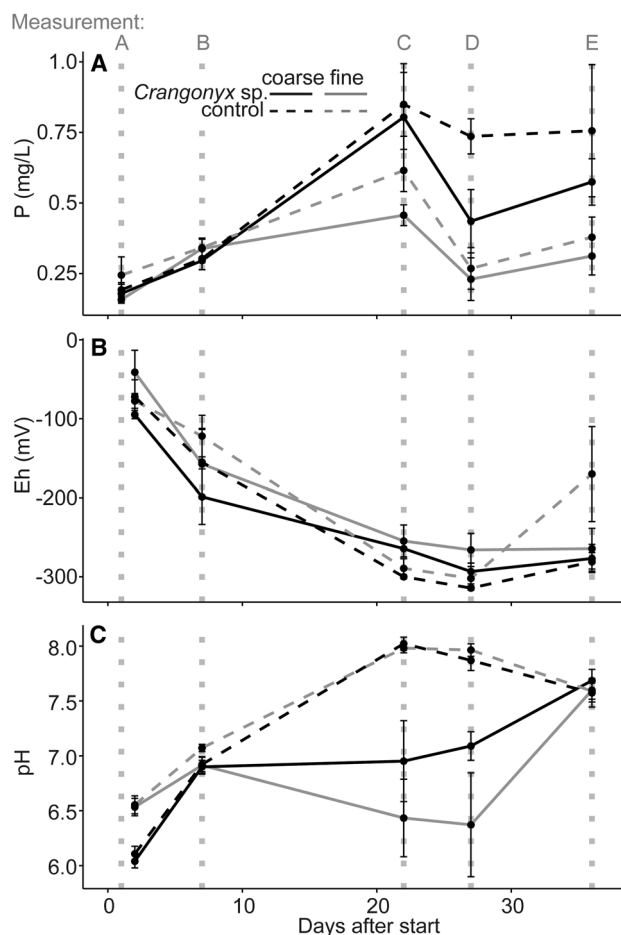 Measurement:
A B C D E
A
coarse fine
Crangonyx sp.
control
1.0
0.75
0.5
0.25
P (mg/L)
B
0
-100
-200
-300
Eh (mV)
C
8.0
7.5
7.0
6.5
6.0
pH
0 10 20 30
Days after start